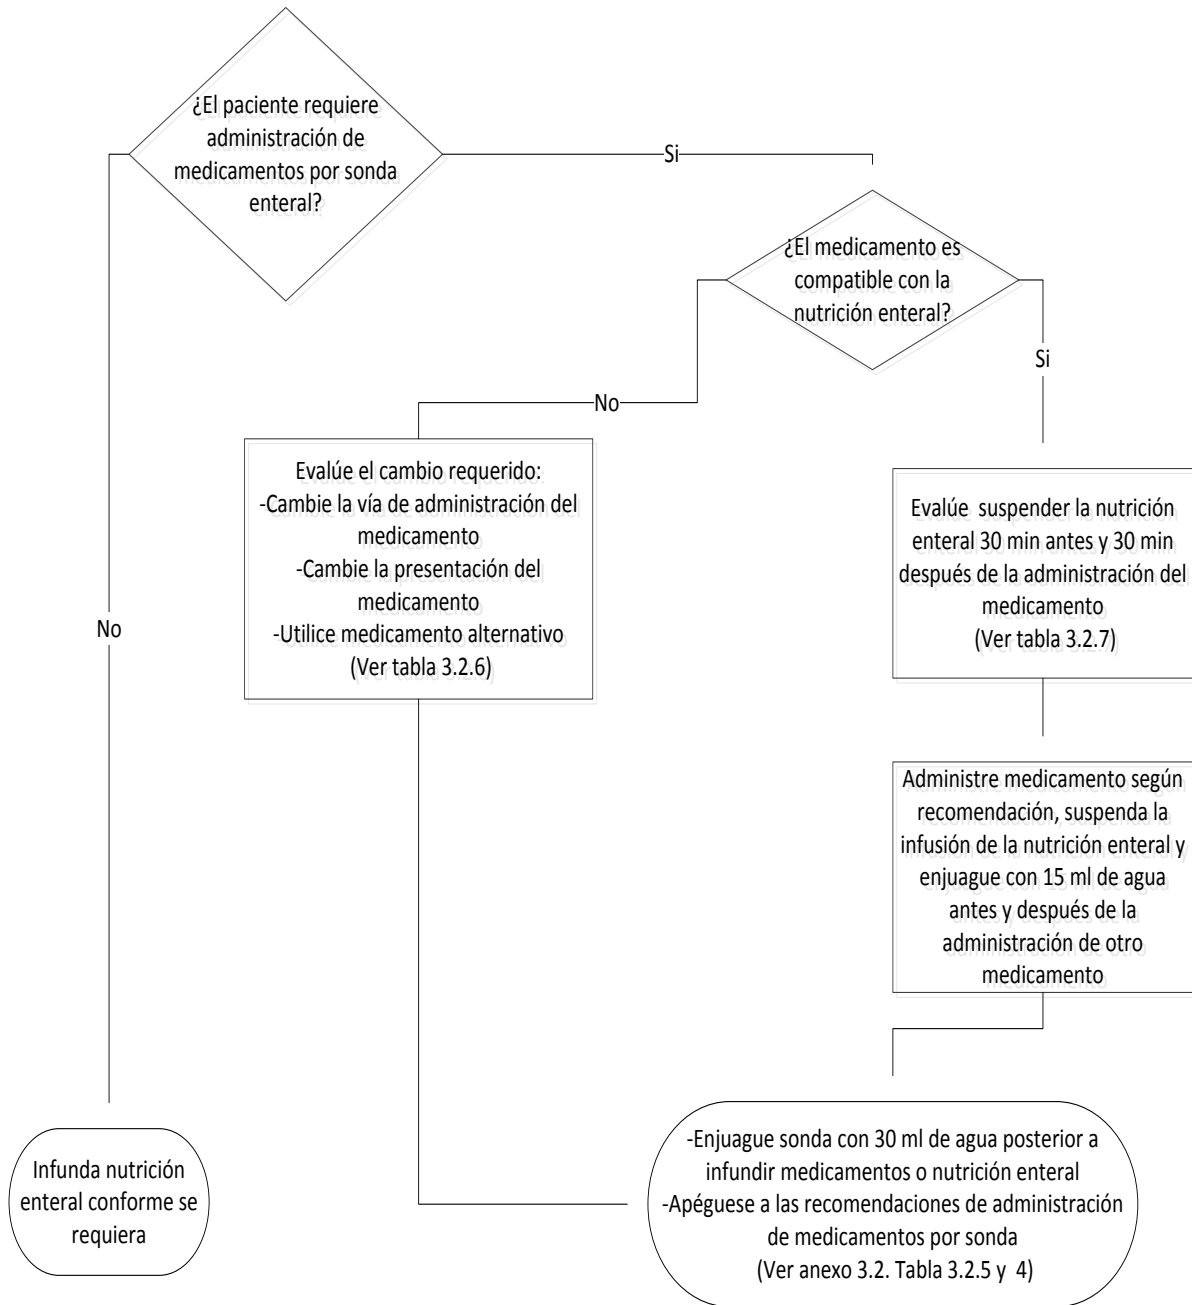 ¿El paciente requiere
administración de
medicamentos por sonda
enteral?
Si
¿El medicamento es
compatible con la
nutrición enteral?
Si
No
Evalúe el cambio requerido:
-Cambie la vía de administración del
medicamento
-Cambie la presentación del
medicamento
-Utilice medicamento alternativo
(Ver tabla 3.2.6)
Evalúe suspender la nutrición
enteral 30 min antes y 30 min
después de la administración del
medicamento
(Ver tabla 3.2.7)
No
Administre medicamento según
recomendación, suspenda la
infusión de la nutrición enteral y
enjuague con 15 ml de agua
antes y después de la
administración de otro
medicamento
Infunda nutrición
enteral conforme se
requiera
-Enjuague sonda con 30 ml de agua posterior a
infundir medicamentos o nutrición enteral
-Apéguese a las recomendaciones de administración
de medicamentos por sonda
(Ver anexo 3.2. Tabla 3.2.5 y 4)